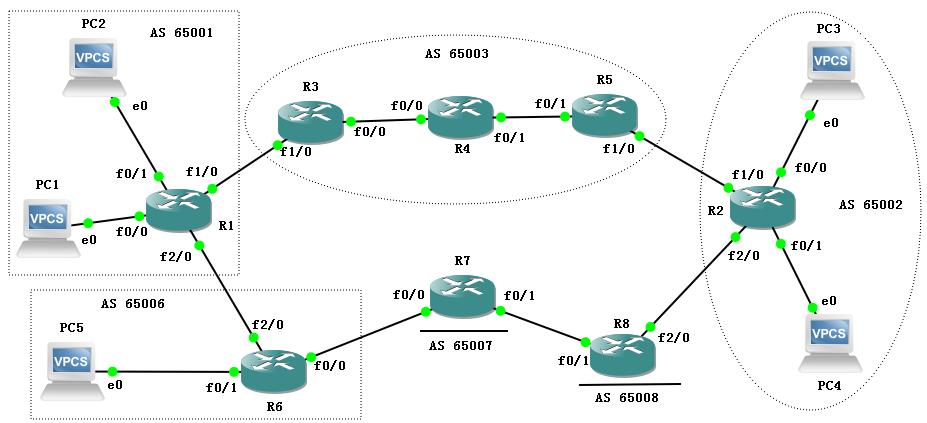 PC2
AS 65001
VPCS
e0
f0/1
f1/0
PC1
VPCS
e0
f0/0
R1
f2/0
AS 65003
R3
f0/0
f1/0
f0/0
R4
f0/1
R5
f0/1
f1/0
PC3
VPCS
e0
f0/0
f1/0
R2
AS 65002
f2/0
f0/1
e0
VPCS
PC4
AS 65006
PC5
VPCS
e0
f2/0
f0/1
f0/0
R6
R7
f0/0
f0/1
AS 65007
R8
f2/0
f0/1
AS 65008